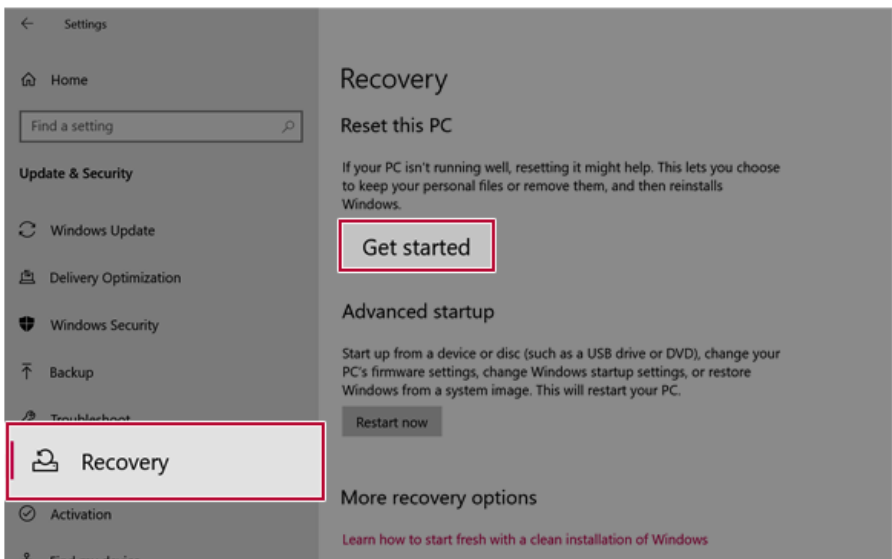 Settings
Home
Find a setting
Update & Security
Windows Update
Delivery Optimization
Windows Security
Backup
Troubleshoot
Recovery
Activation
Recovery
Reset this PC
If your PC isn't running well, resetting it might help. This lets you choose
to keep your personal files or remove them, and then reinstalls
Windows.
Get started
Advanced startup
Start up from a device or disc (such as a USB drive or DVD), change your
PC's firmware settings, change Windows startup settings, or restore
Windows from a system image. This will restart your PC.
Restart now
More recovery options
Learn how to start fresh with a clean installation of Windows